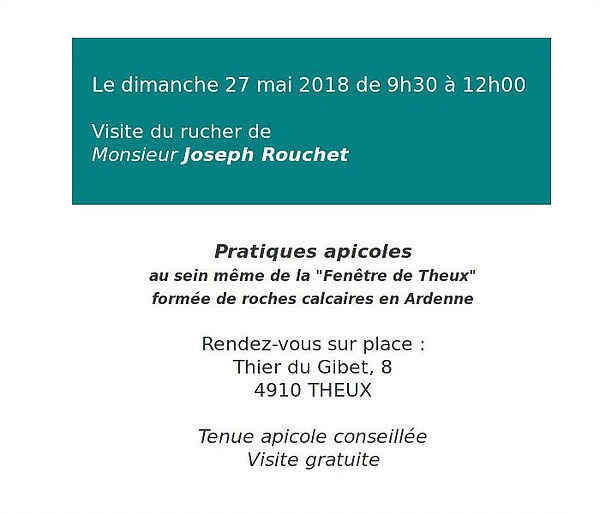 Le dimanche 27 mai 2018 de 9h30 à 12h00
Visite du rucher de
Monsieur Joseph Rouchet
Pratiques apicoles
au sein même de la "Fenêtre de Theux"
formée de roches calcaires en Ardenne
Rendez-vous sur place :
Thier du Gibet, 8
4910 THEUX
Tenue apicole conseillée
Visite gratuite